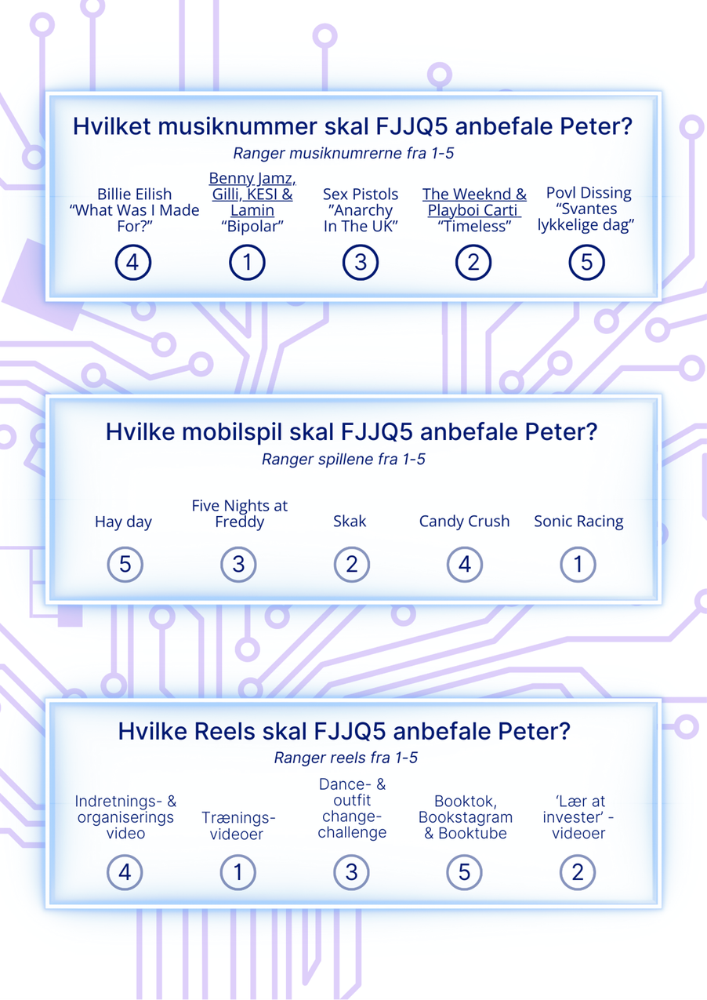 Hvilket musiknummer skal FJJQ5 anbefale Peter?
Ranger musiknumrerne fra 1-5
Billie Eilish
“What Was I Made
For?”
4
Benny Jamz,
Gilli, KESI &
Lamin
“Bipolar”
1
Sex Pistols
”Anarchy
In The UK”
3
The Weeknd &
Playboi Carti
“Timeless”
2
Povl Dissing
“Svantes
lykkelige dag”
5
Hvilke mobilspil skal FJJQ5 anbefale Peter?
Ranger spillene fra 1-5
Hay day
5
Five Nights at
Freddy
3
Skak
2
Candy Crush
4
Sonic Racing
1
Hvilke Reels skal FJJQ5 anbefale Peter?
Ranger reels fra 1-5
Indretnings- &
organiserings
video
4
Trænings-
videoer
1
Dance- &
outfit
change-
challenge
3
Booktok,
Bookstagram
& Booktube
5
‘Lær at
invester’ -
videoer
2